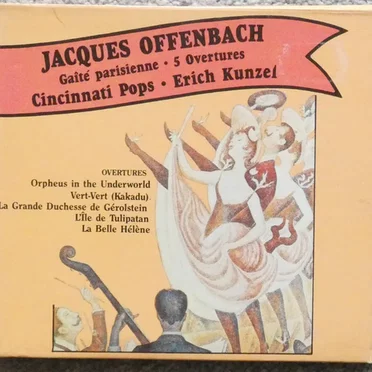 JACQUES OFFENBACH
Gaîté parisienne • 5 Overtures
Cincinnati Pops • Erich Kunzel
OVERTURES
Orpheus in the Underworld
Vert-Vert (Kakadu)
La Grande Duchesse de Gérolstein
L'Île de Tulipatan
La Belle Hélène